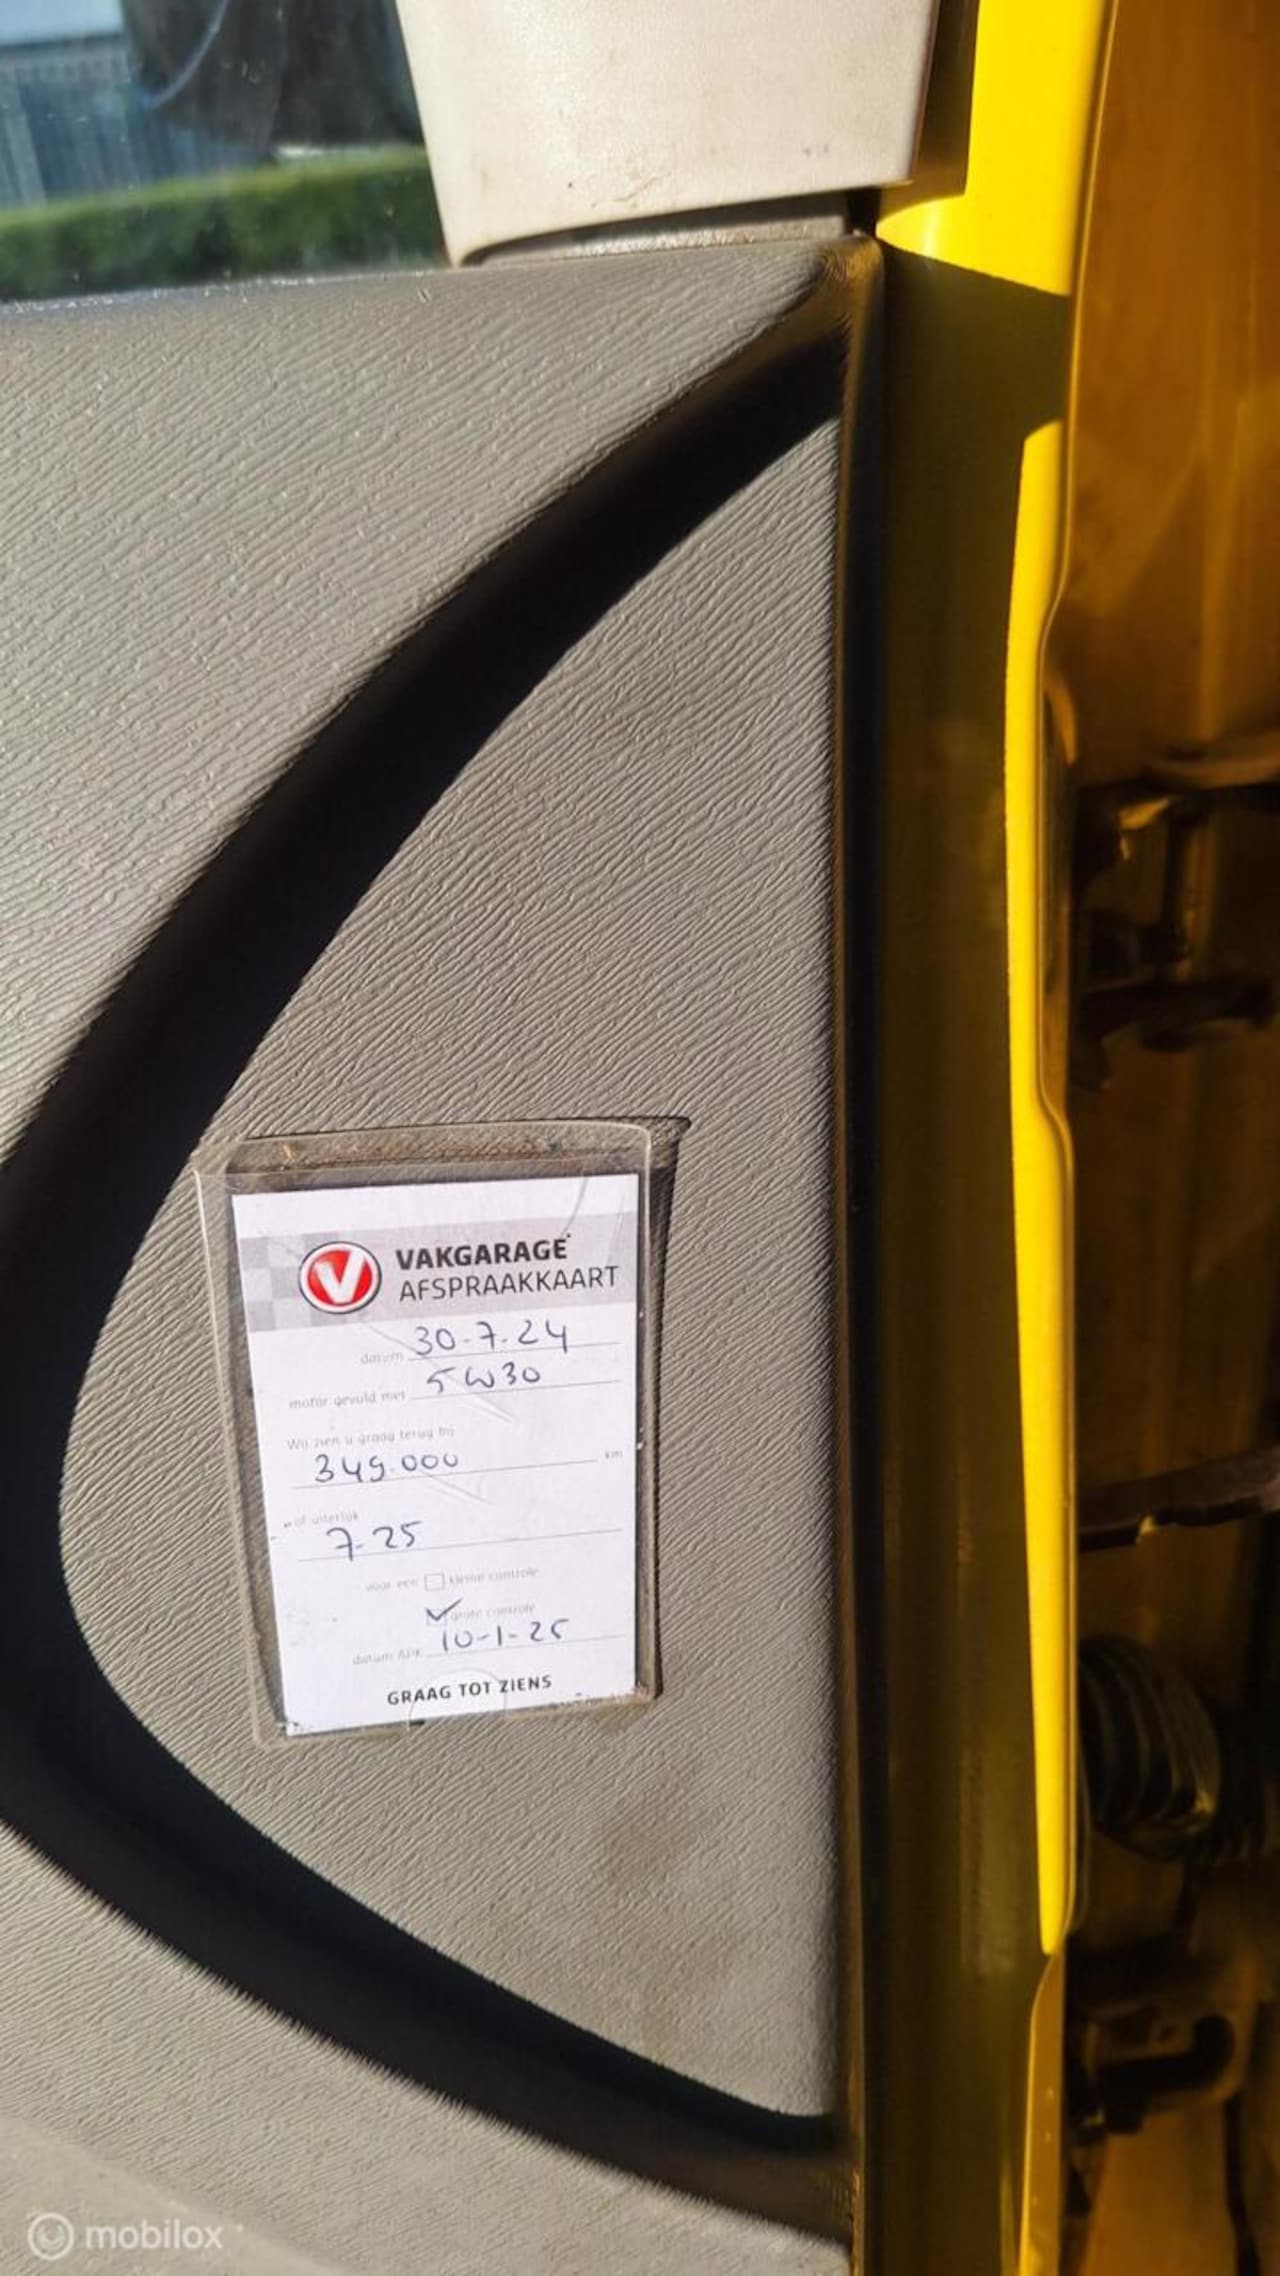 VAKGARAGE
AFSPRAAKKAART
datum 30-7-24
motor gevuld met 5W30
Wij zien u graag terug bij
349.000 km
of uiterlijk
7-25
voor een kleine controle
grote controle
datum APK 10-1-25
GRAAG TOT ZIENS
mobilox